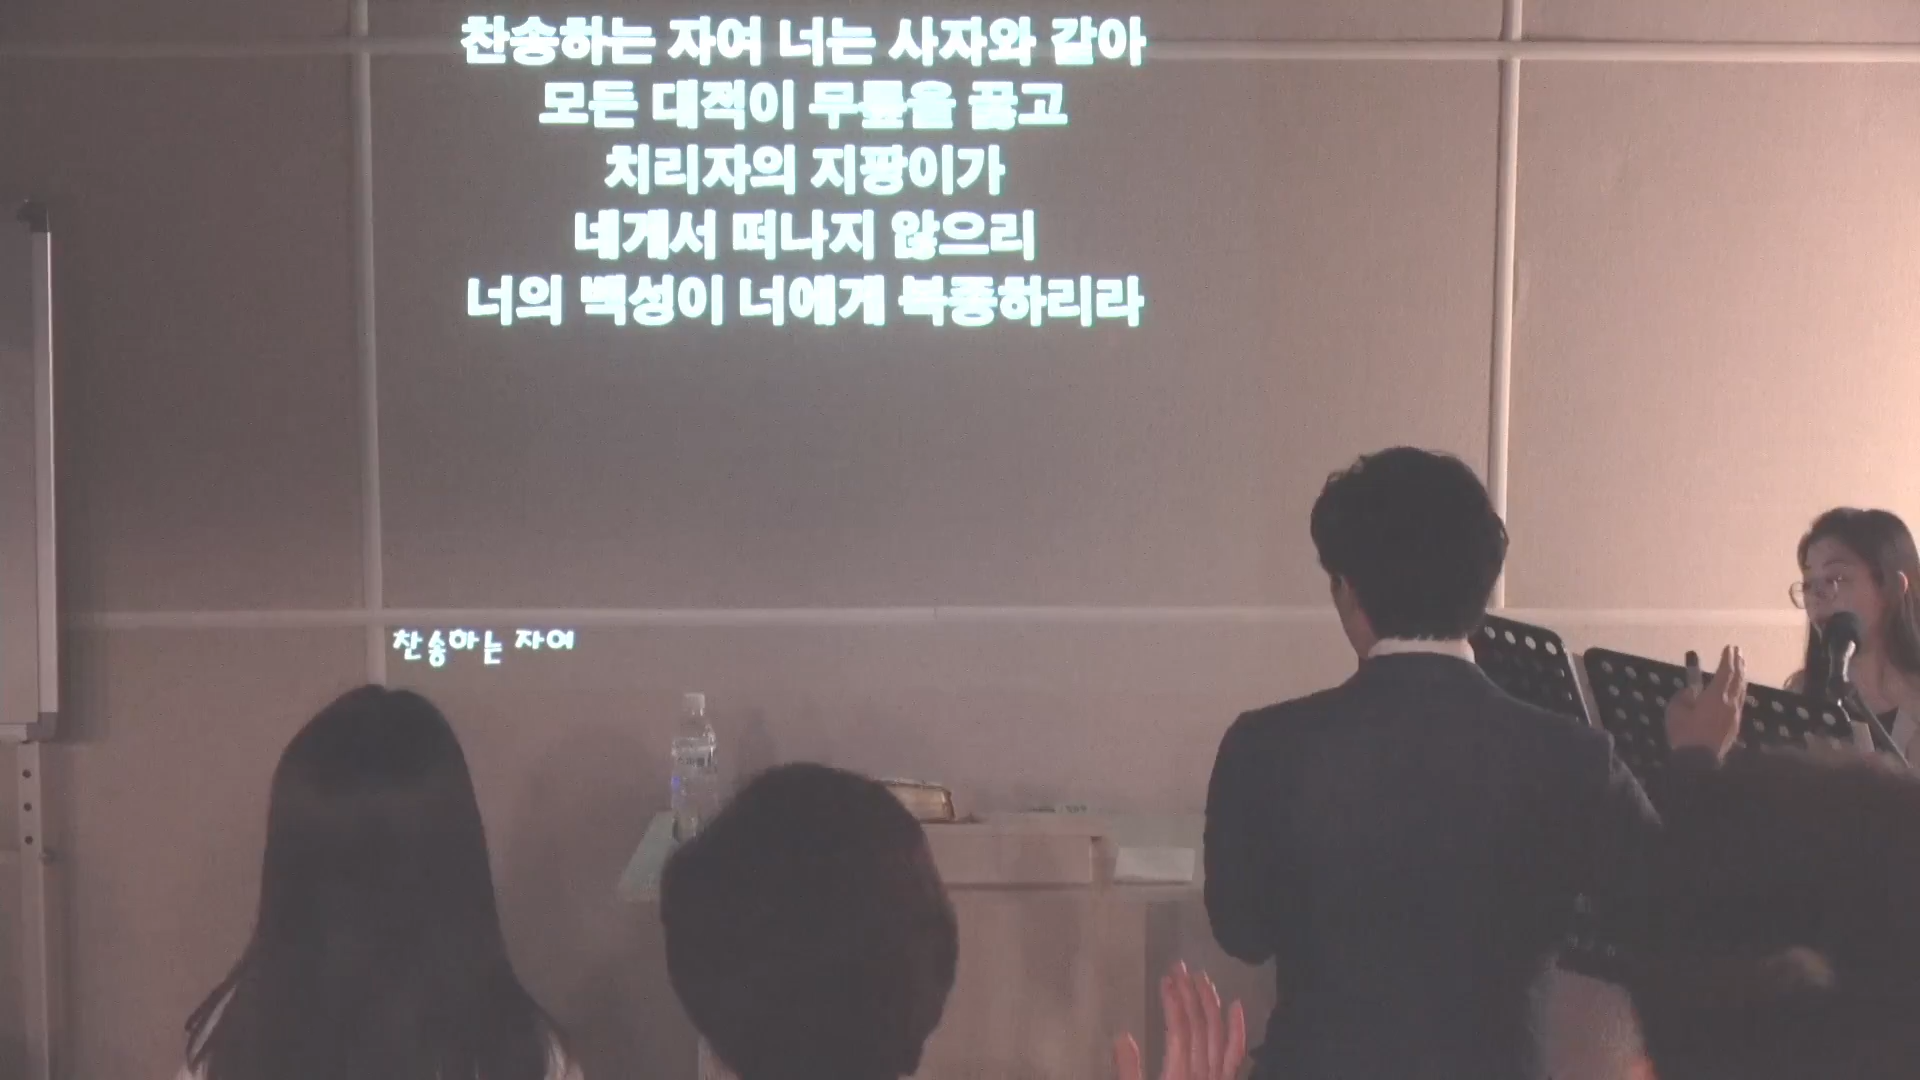 찬송하는 자여 너는 사자와 같아
모든 대적이 무릎을 꿇고
치리자의 지팡이가
네게서 떠나지 않으리
너의 백성이 너에게 복종하리라
찬송하는 자여